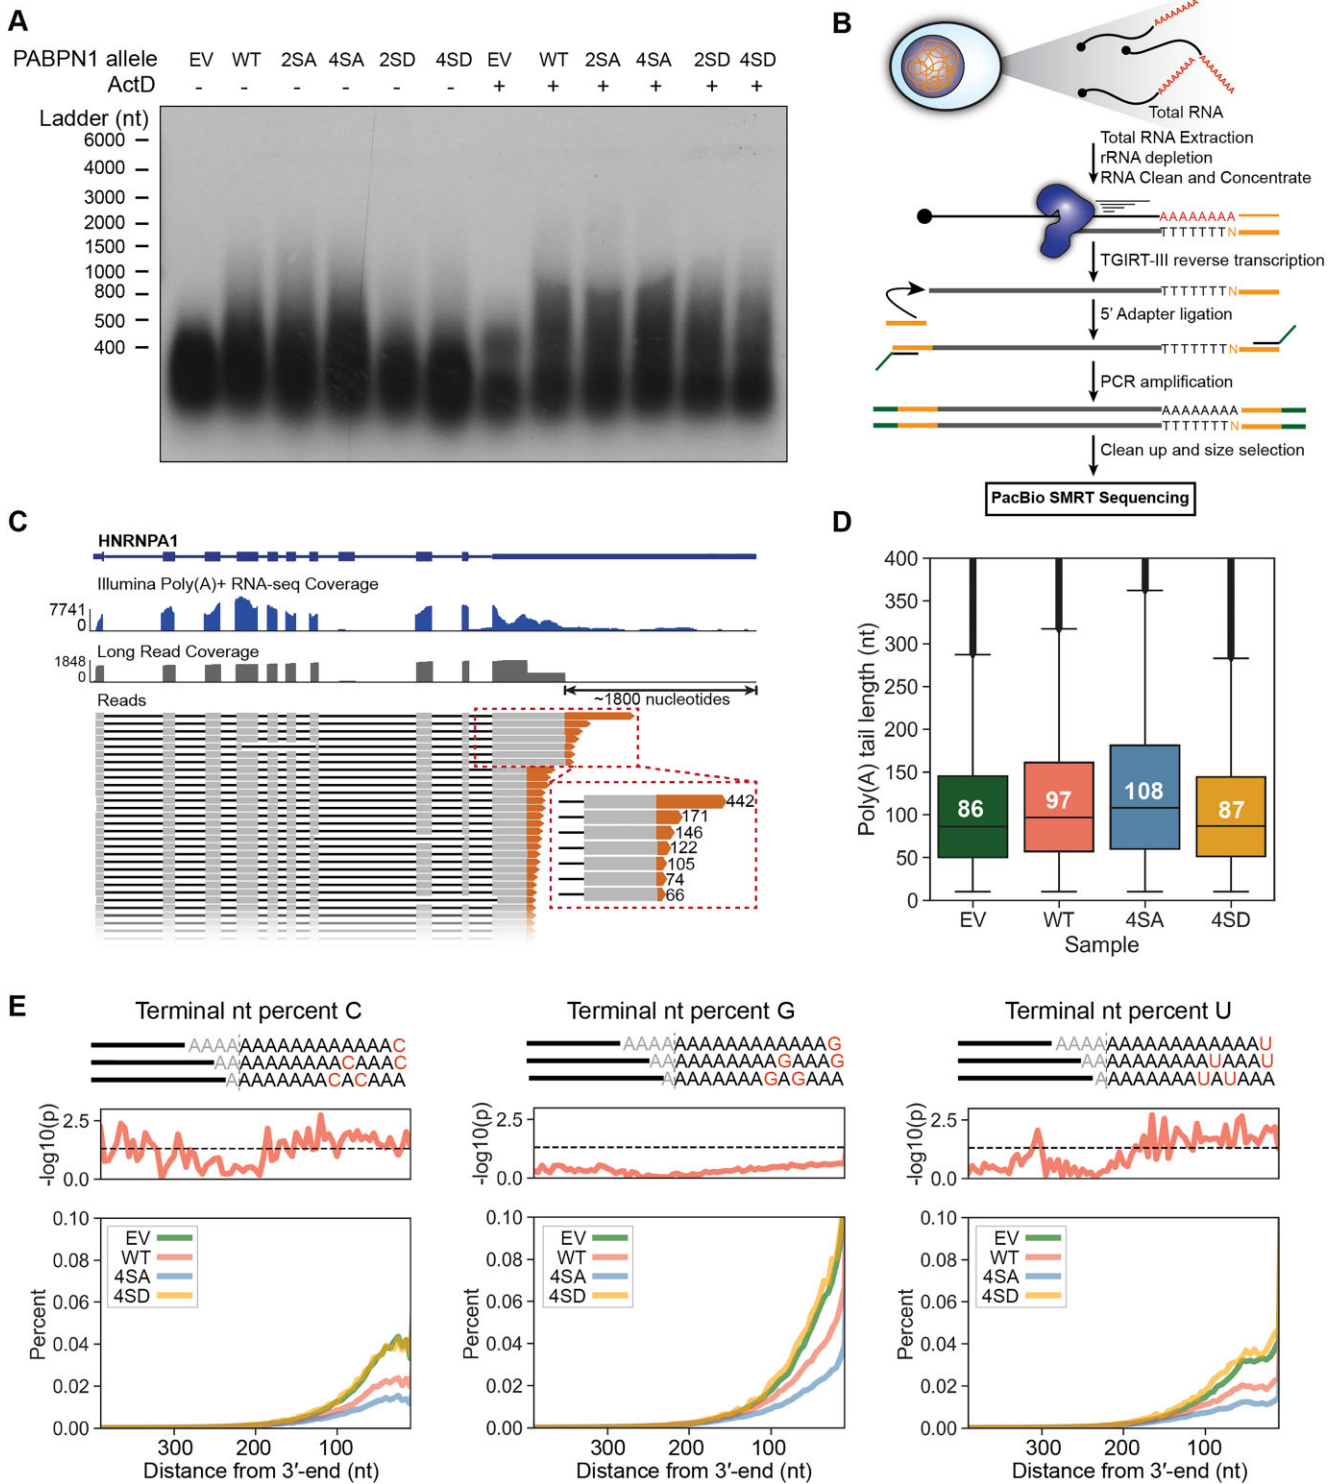 A
PABPN1 allele EV WT 2SA 4SA 2SD 4SD EV WT 2SA 4SA 2SD 4SD
ActD - - - - - - + + + + + +
Ladder (nt)
6000
4000
3000
2000
1500
1000
800
500
400
B
AAAAAAAA
AAAAAAAA
AAAAAAAA
Total RNA
Total RNA Extraction
rRNA depletion
RNA Clean and Concentrate
AAAAAAAA
TTTTTTTN
TGIRT-III reverse transcription
TTTTTTTN
5' Adapter ligation
TTTTTTTN
PCR amplification
AAAAAAAA
TTTTTTTN
Clean up and size selection
PacBio SMRT Sequencing
C
HNRNPA1
Illumina Poly(A)+ RNA-seq Coverage
7741
0
Long Read Coverage
1848
0
~1800 nucleotides
Reads
442
171
146
122
105
74
66
D
Poly(A) tail length (nt)
400
350
300
250
200
150
100
50
0
86 97 108 87
EV WT 4SA 4SD
Sample
E
Terminal nt percent C
AAAAAAAAAAAAAAAC
AAAAAAAAACAAAC
AAAAAAAACACAAA
-log10(p)
2.5
0.0
Percent
0.10
0.08
0.06
0.04
0.02
0.00
EV
WT
4SA
4SD
300 200 100
Distance from 3′-end (nt)
Terminal nt percent G
AAAAAAAAAAAAAAAG
AAAAAAAAAGAAAG
AAAAAAAAGAGAAA
-log10(p)
2.5
0.0
Percent
0.10
0.08
0.06
0.04
0.02
0.00
EV
WT
4SA
4SD
300 200 100
Distance from 3′-end (nt)
Terminal nt percent U
AAAAAAAAAAAAAAAU
AAAAAAAAAUAAAU
AAAAAAAAUAUAAA
-log10(p)
2.5
0.0
Percent
0.10
0.08
0.06
0.04
0.02
0.00
EV
WT
4SA
4SD
300 200 100
Distance from 3′-end (nt)